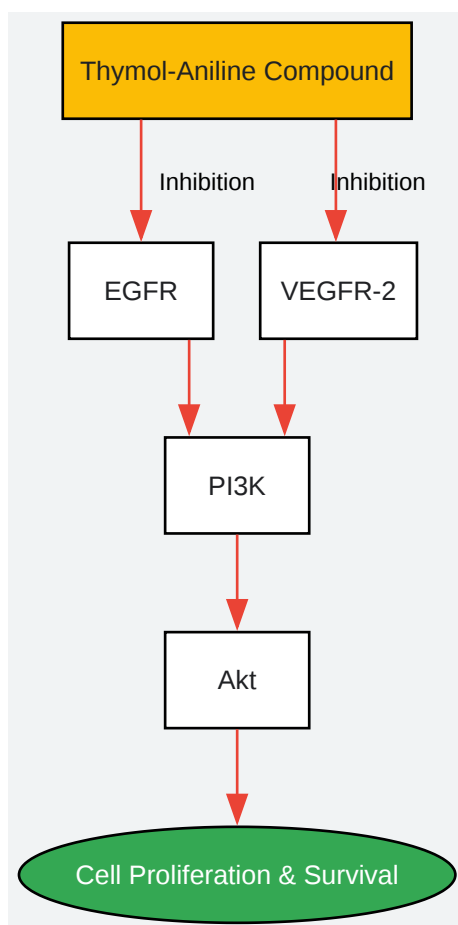 Thymol-Aniline Compound
Inhibition
Inhibition
EGFR
VEGFR-2
PI3K
Akt
Cell Proliferation & Survival